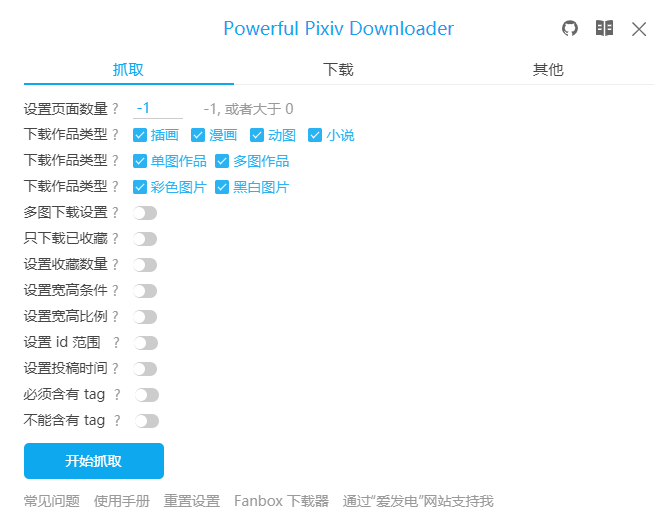 Powerful Pixiv Downloader
抓取 下载 其他
设置页面数量 ? -1 -1, 或者大于 0
下载作品类型 ? 插画 漫画 动图 小说
下载作品类型 ? 单图作品 多图作品
下载作品类型 ? 彩色图片 黑白图片
多图下载设置 ?
只下载已收藏 ?
设置收藏数量 ?
设置宽高条件 ?
设置宽高比例 ?
设置 id 范围 ?
设置投稿时间 ?
必须含有 tag ?
不能含有 tag ?
开始抓取
常见问题 使用手册 重置设置 Fanbox 下载器 通过“爱发电”网站支持我